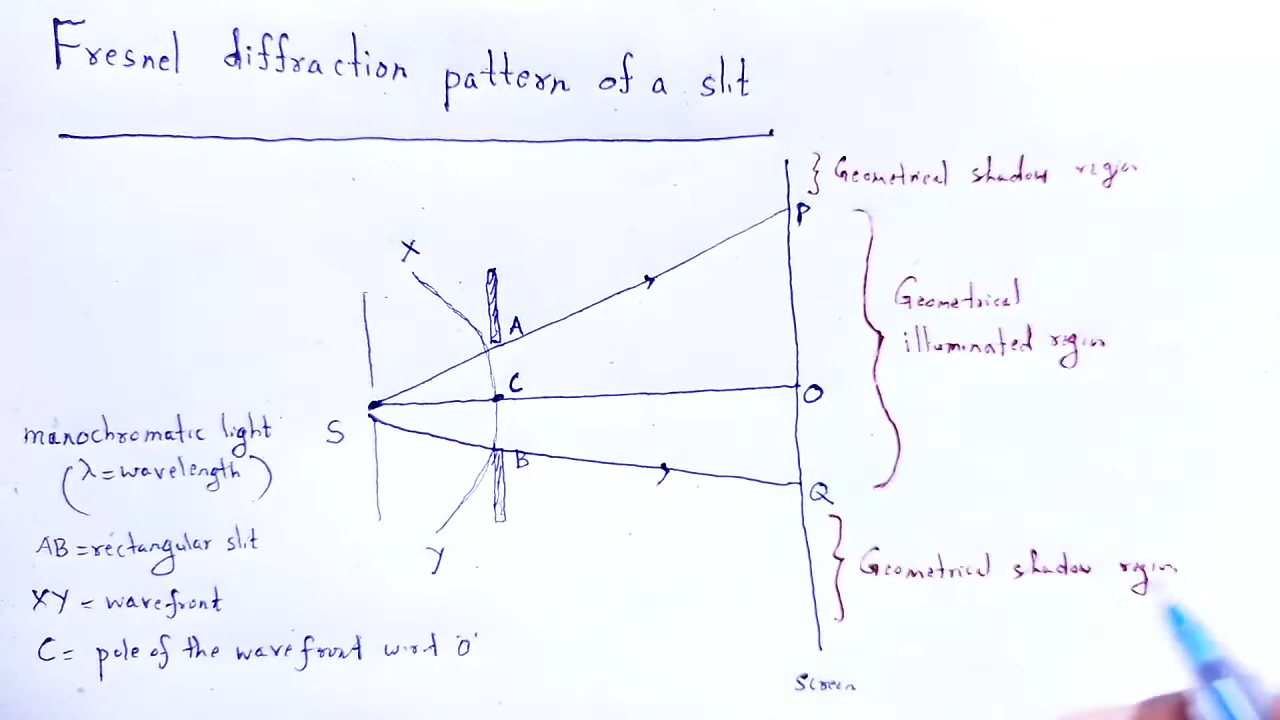 Fresnel diffraction pattern of a slit
} Geometrical shadow region
P
X
Geometrical
illuminated region
A
C
O
S
manochromatic light
(λ=wavelength)
B
Q
AB=rectangular slit
Y
Geometrical shadow region
XY = wavefront
C= pole of the wavefront w.r.t 'O'
Screen